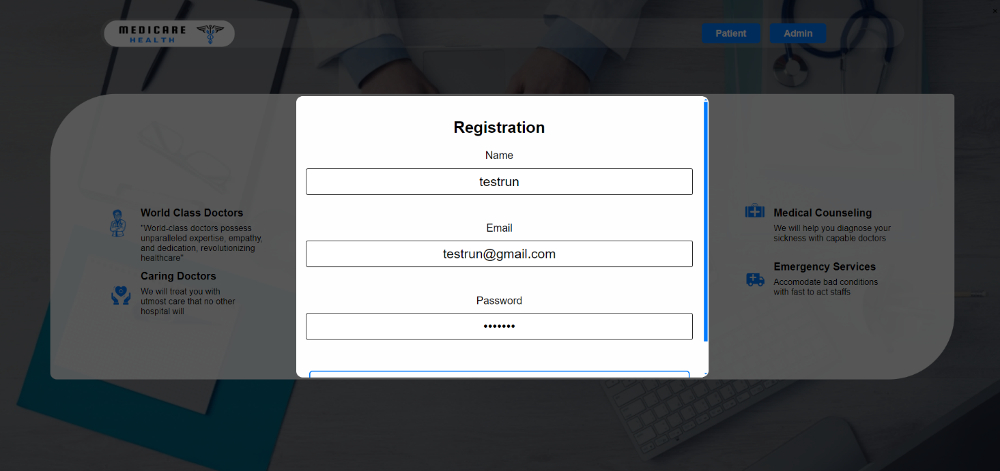 MEDICARE
HEALTH
Patient
Admin
Registration
Name
testrun
Email
testrun@gmail.com
Password
•••••••
World Class Doctors
"World-class doctors possess
unparalleled expertise, empathy,
and dedication, revolutionizing
healthcare"
Caring Doctors
We will treat you with
utmost care that no other
hospital will
Medical Counseling
We will help you diagnose your
sickness with capable doctors
Emergency Services
Accomodate bad conditions
with fast to act staffs